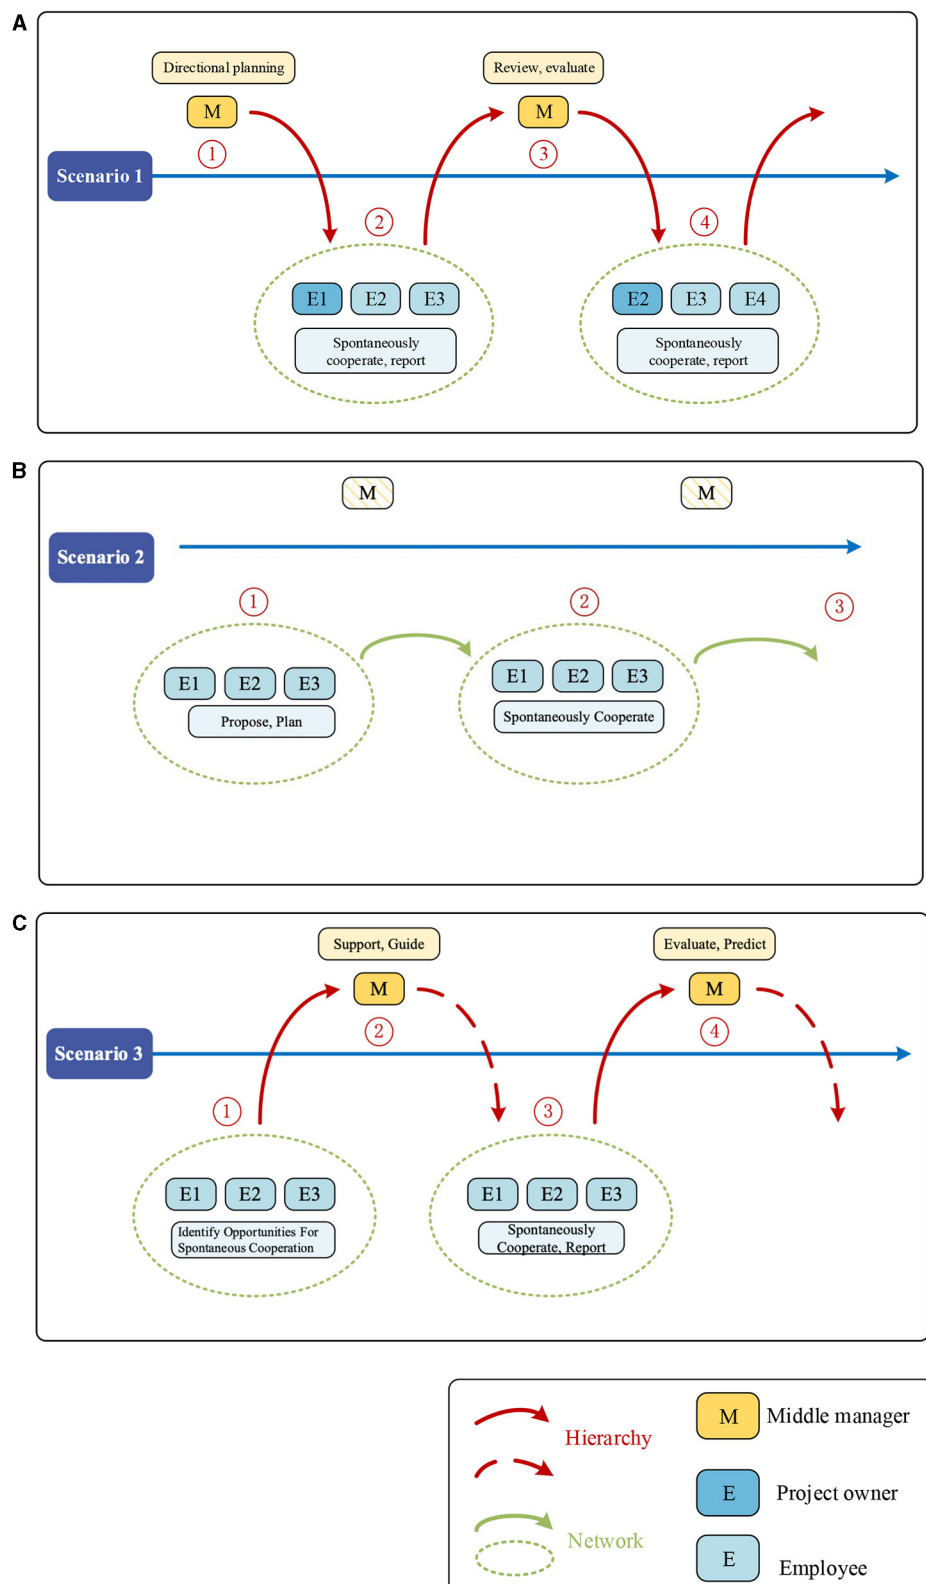 A
Directional planning
Review, evaluate
M
M
①
③
Scenario 1
②
④
E1 E2 E3
E2 E3 E4
Spontaneously
cooperate, report
Spontaneously
cooperate, report
B
M
M
Scenario 2
①
②
③
E1 E2 E3
E1 E2 E3
Propose, Plan
Spontaneously Cooperate
C
Support, Guide
Evaluate, Predict
M
M
②
④
Scenario 3
①
③
E1 E2 E3
E1 E2 E3
Identify Opportunities For
Spontaneous Cooperation
Spontaneously
Cooperate, Report
Hierarchy
Network
M Middle manager
E Project owner
E Employee